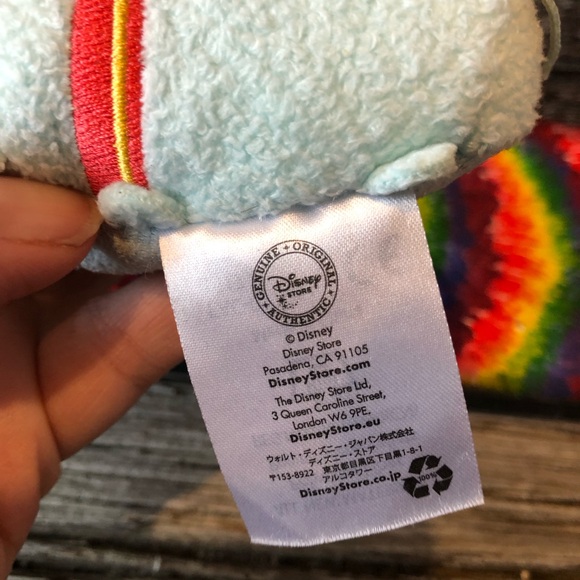 GENUINE + ORIGINAL + AUTHENTIC +
Disney
STORE
© Disney
Disney Store
Pasadena, CA 91105
DisneyStore.com
The Disney Store Ltd,
3 Queen Caroline Street,
London W6 9PE,
DisneyStore.eu
ウォルト・ディズニー・ジャパン株式会社
ディズニー・ストア
〒153-8922 東京都目黒区下目黒1-8-1
アルコタワー
DisneyStore.co.jp
100%